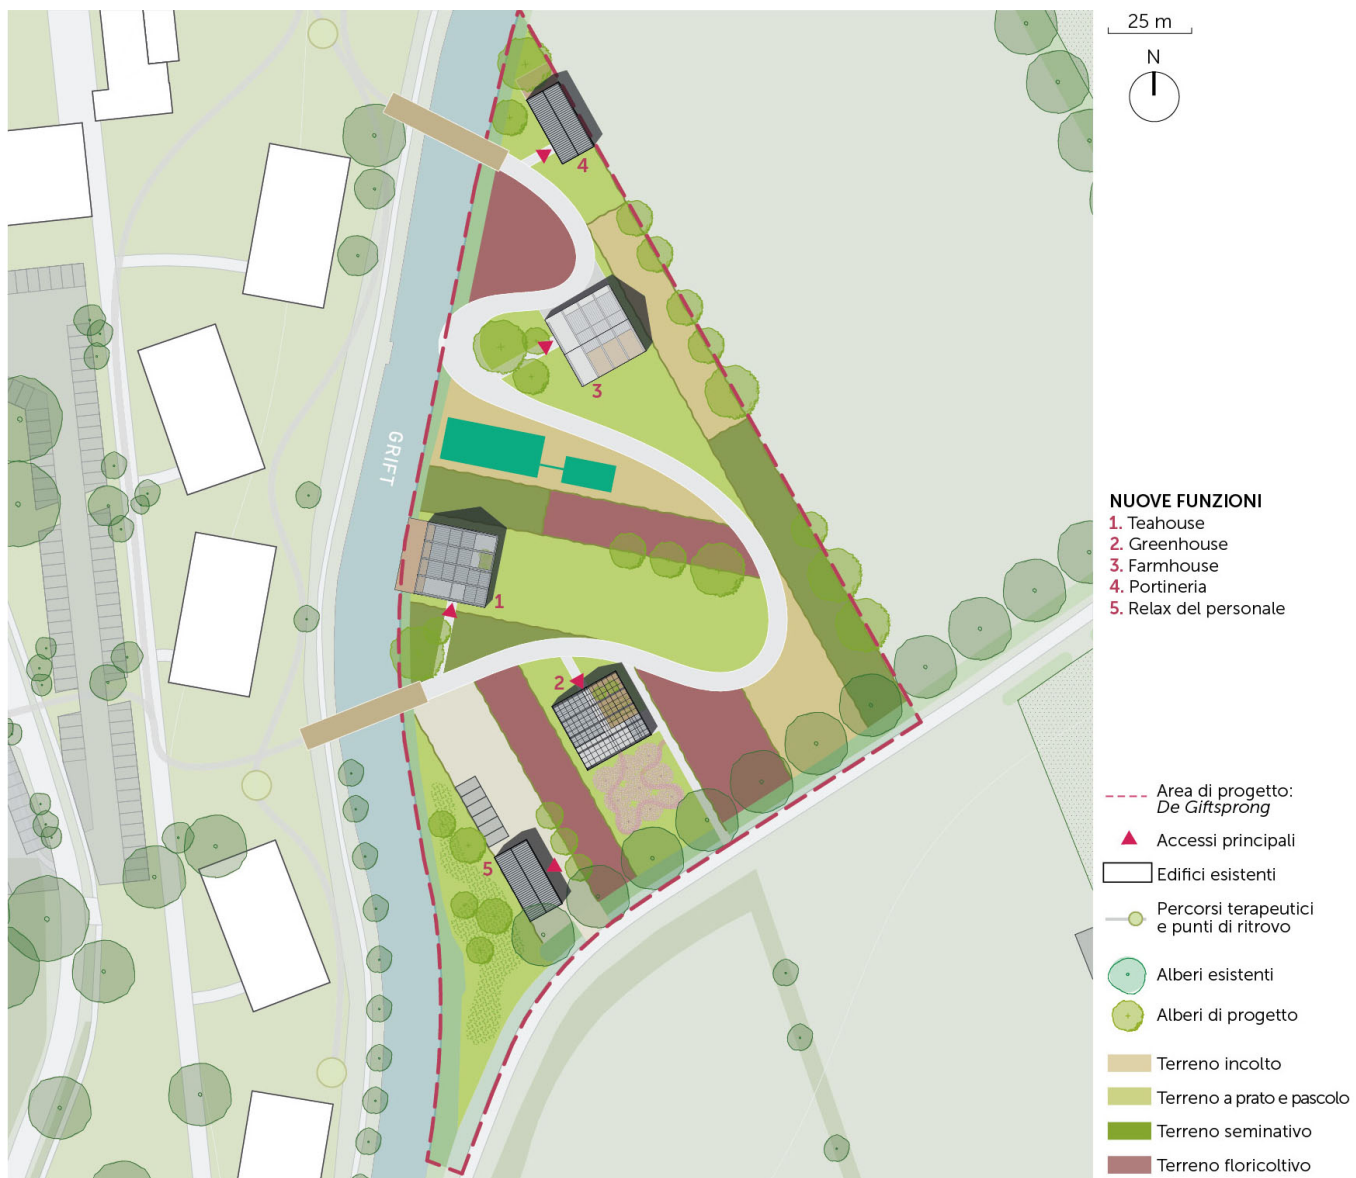 25 m
N
4
3
GRIFT
1
2
5
NUOVE FUNZIONI
1. Teahouse
2. Greenhouse
3. Farmhouse
4. Portineria
5. Relax del personale
Area di progetto:
De Giftsprong
Accessi principali
Edifici esistenti
Percorsi terapeutici
e punti di ritrovo
Alberi esistenti
Alberi di progetto
Terreno incolto
Terreno a prato e pascolo
Terreno seminativo
Terreno floricoltivo